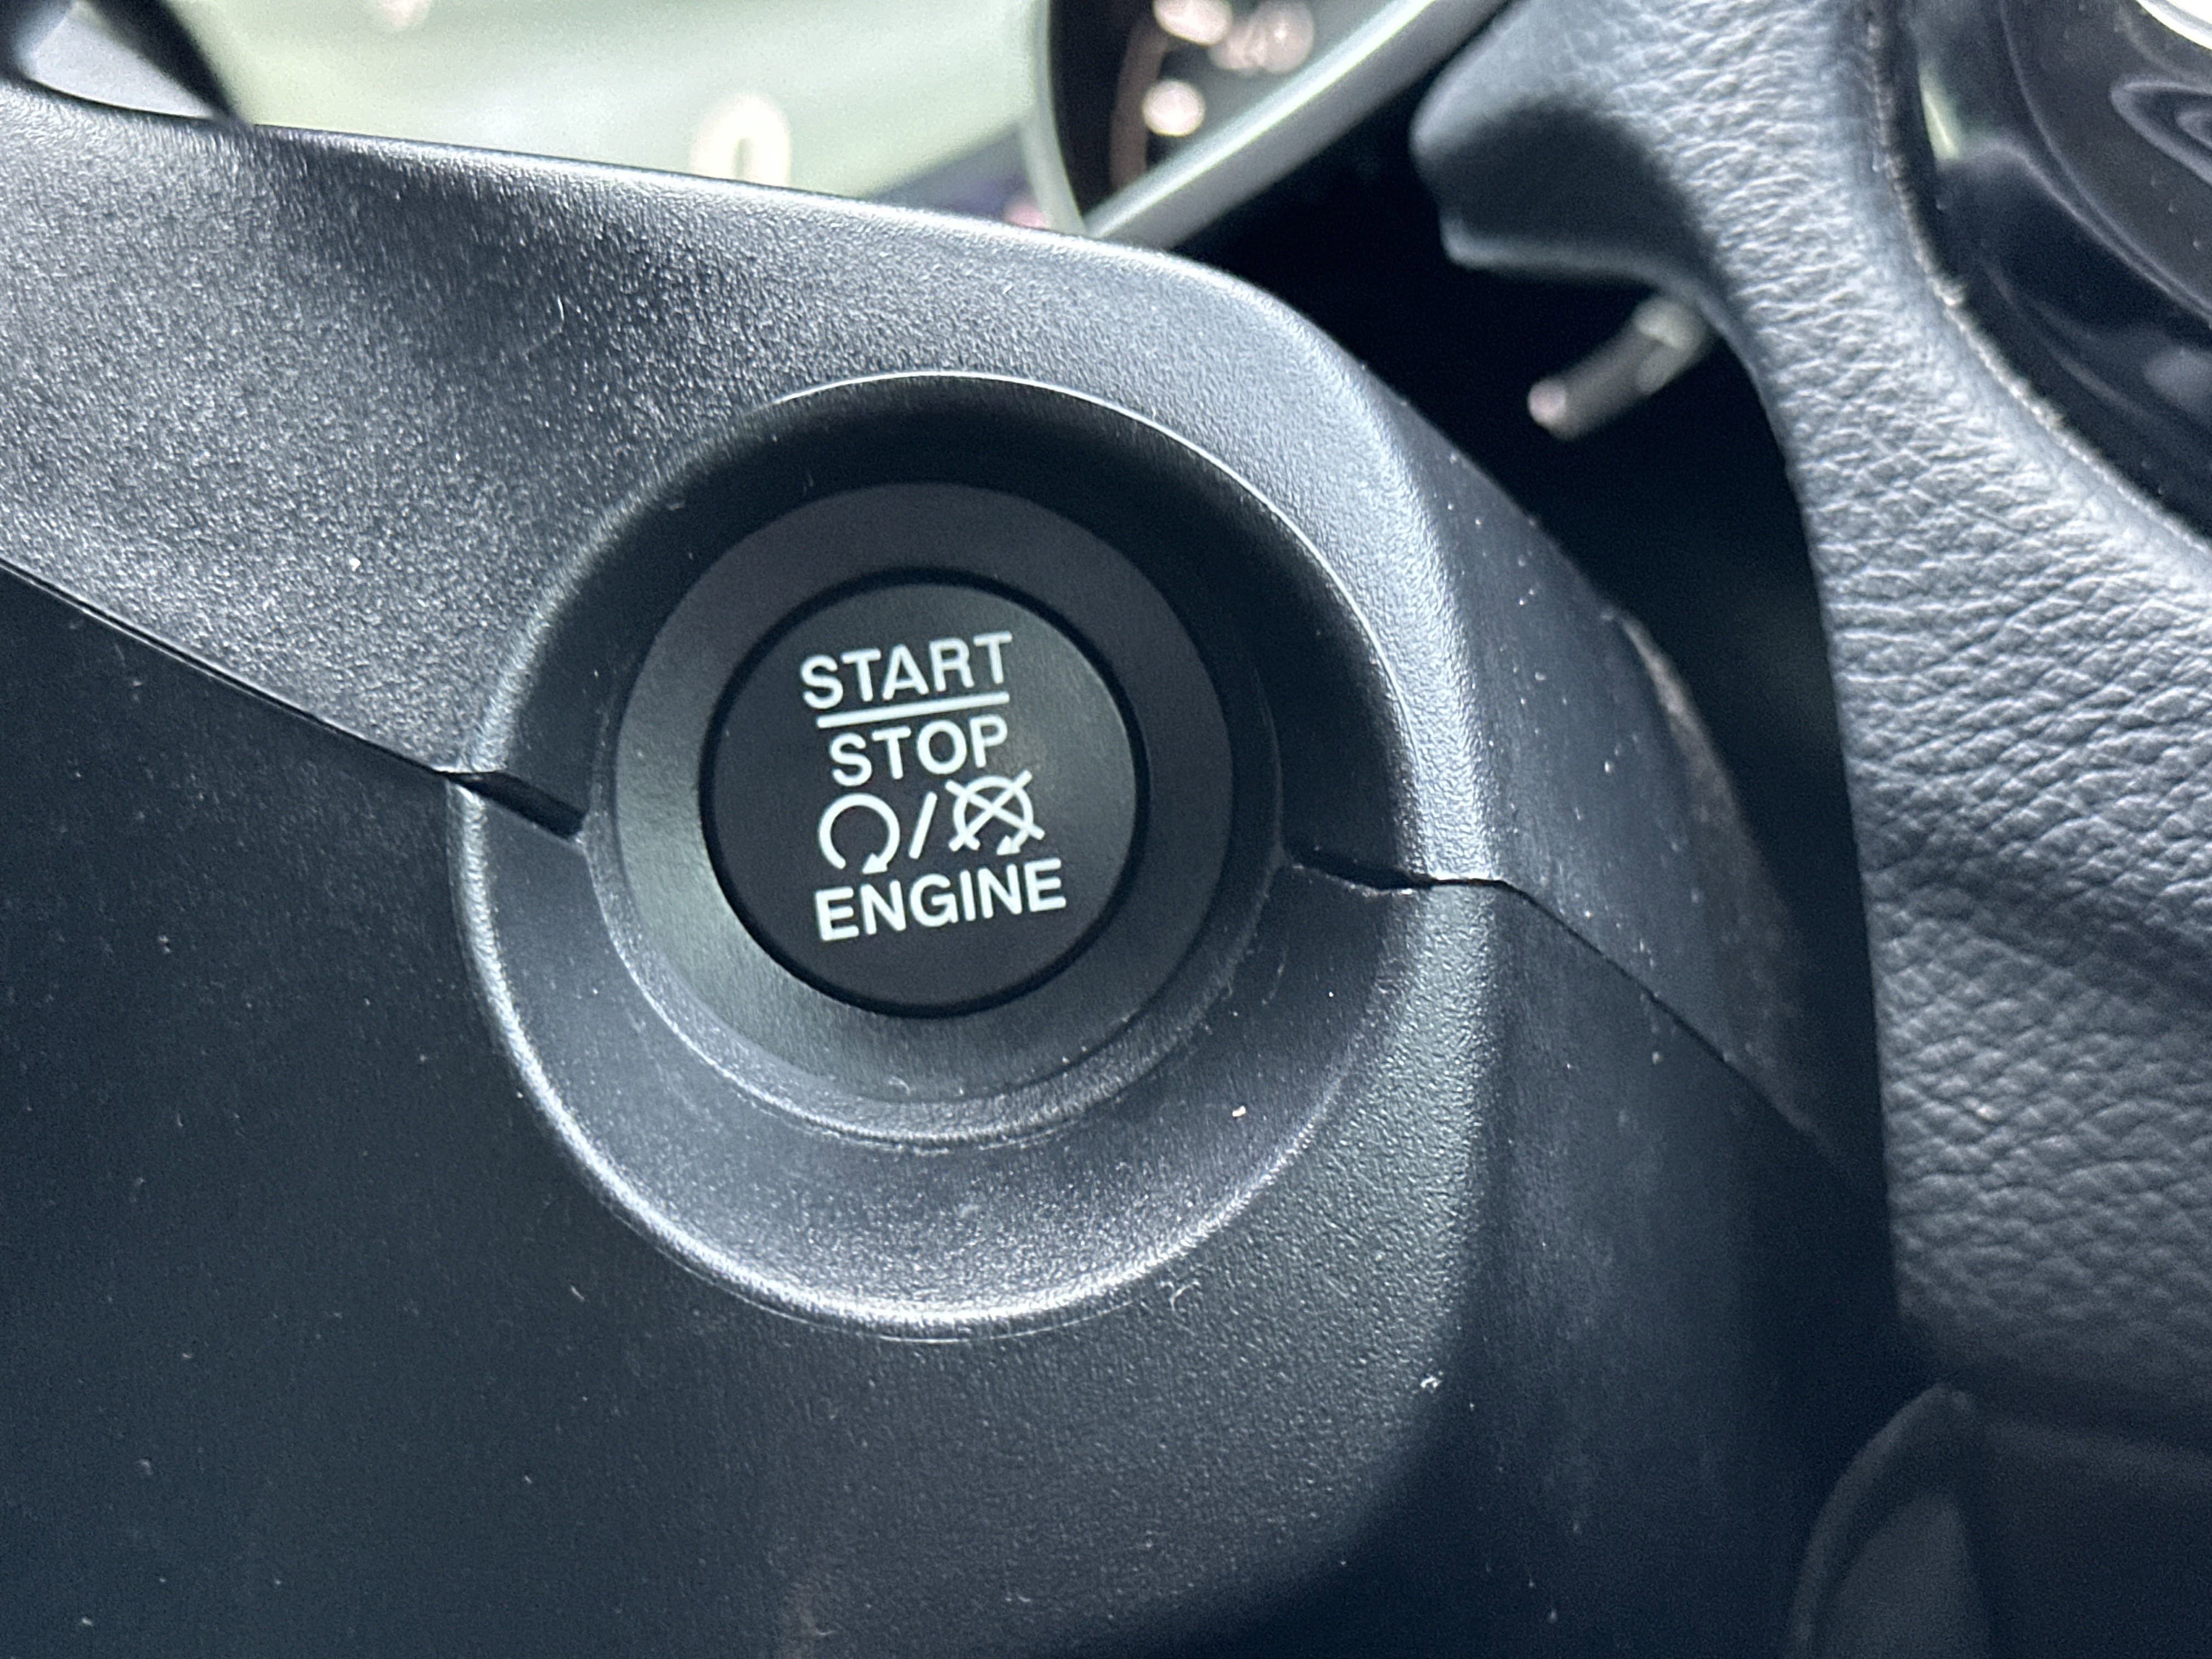 START
STOP
/
ENGINE